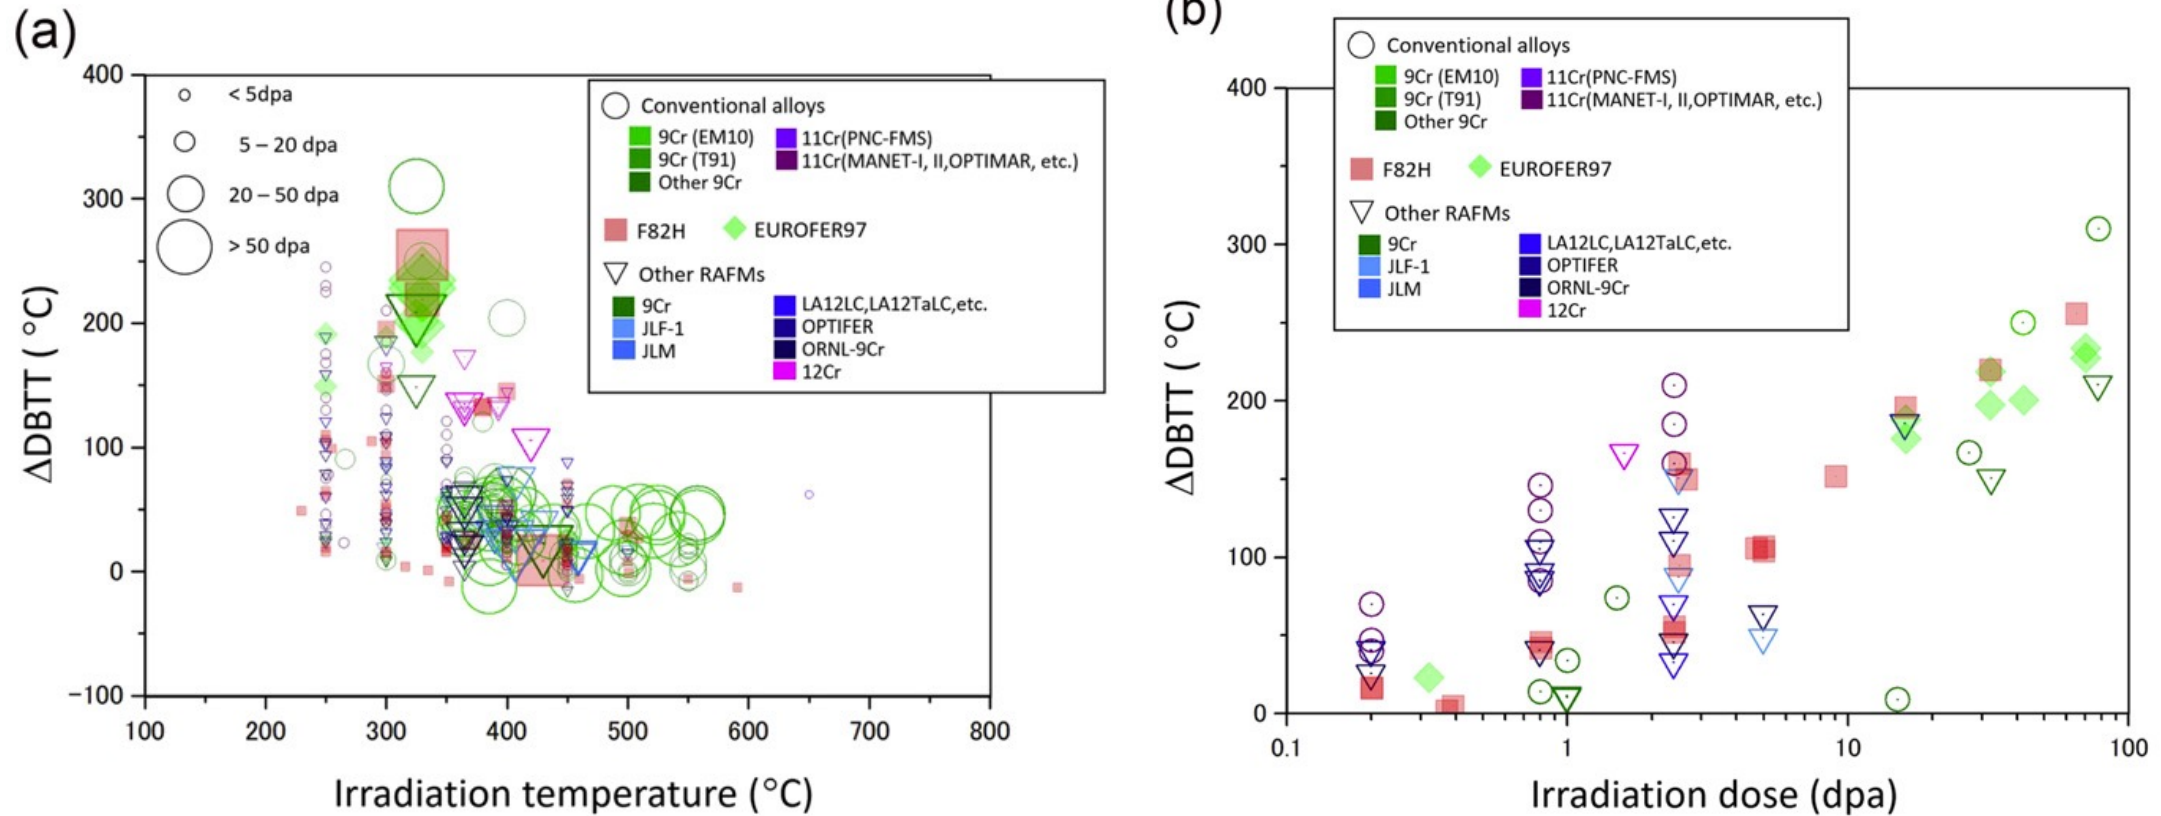 (a)
400
300
200
100
0
−100
100 200 300 400 500 600 700 800
ΔDBTT ( °C)
Irradiation temperature (°C)
< 5dpa
5 – 20 dpa
20 – 50 dpa
> 50 dpa
Conventional alloys
9Cr (EM10) 11Cr(PNC-FMS)
9Cr (T91) 11Cr(MANET-I, II,OPTIMAR, etc.)
Other 9Cr
F82H EUROFER97
Other RAFMs
9Cr LA12LC,LA12TaLC,etc.
JLF-1 OPTIFER
JLM ORNL-9Cr
12Cr
(b)
400
300
200
100
0
0.1 1 10 100
ΔDBTT ( °C)
Irradiation dose (dpa)
Conventional alloys
9Cr (EM10) 11Cr(PNC-FMS)
9Cr (T91) 11Cr(MANET-I, II,OPTIMAR, etc.)
Other 9Cr
F82H EUROFER97
Other RAFMs
9Cr LA12LC,LA12TaLC,etc.
JLF-1 OPTIFER
JLM ORNL-9Cr
12Cr